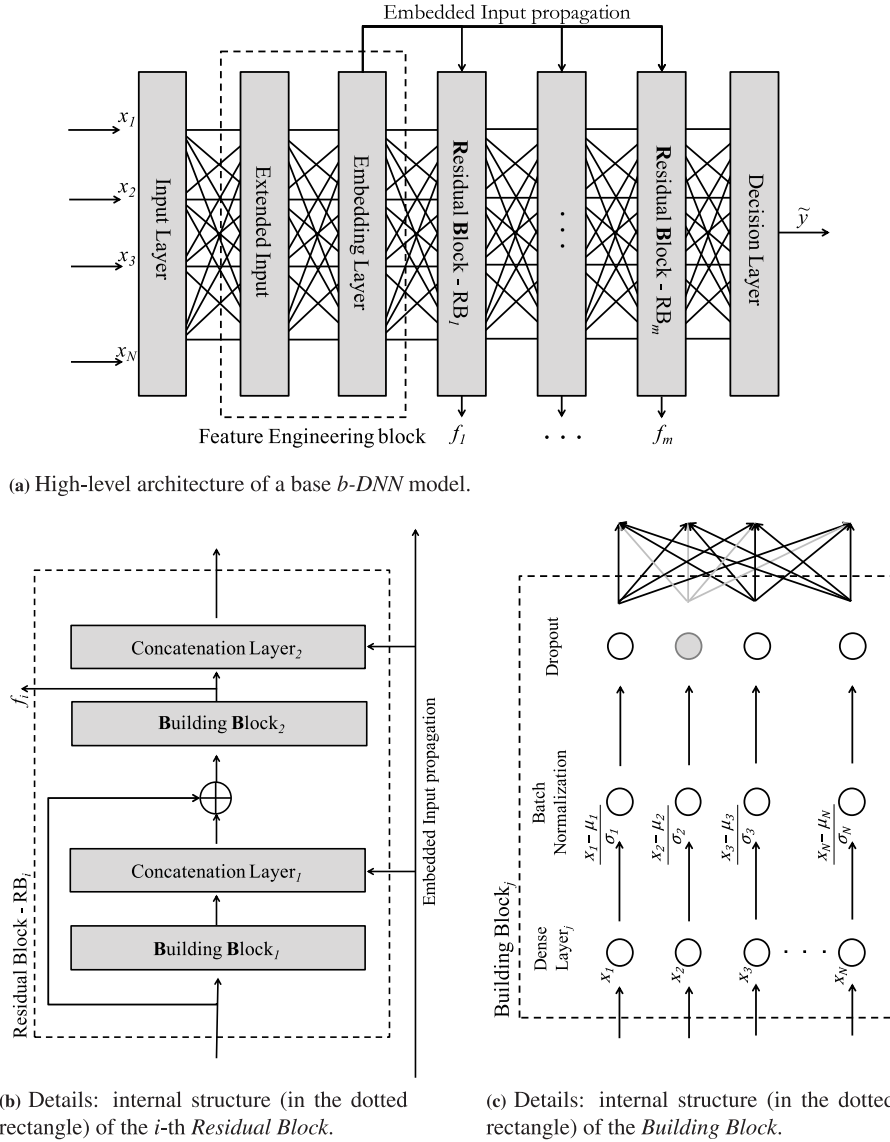 Embedded Input propagation
x1
x2
x3
xN
Input Layer
Extended Input
Embedding Layer
Residual Block - RB1
. . .
Residual Block - RBm
Decision Layer
ỹ
Feature Engineering block
f1
. . .
fm
(a) High-level architecture of a base b-DNN model.
Residual Block - RBi
Concatenation Layer2
fi
Building Block2
Concatenation Layer1
Building Block1
Embedded Input propagation
(b) Details: internal structure (in the dotted
rectangle) of the i-th Residual Block.
Building Blockj
Dropout
Batch
Normalization
x1 – μ1
σ1
x2 – μ2
σ2
x3 – μ3
σ3
xN – μN
σN
Dense
Layerj
x1
x2
x3
. . . .
xN
(c) Details: internal structure (in the dotted
rectangle) of the Building Block.